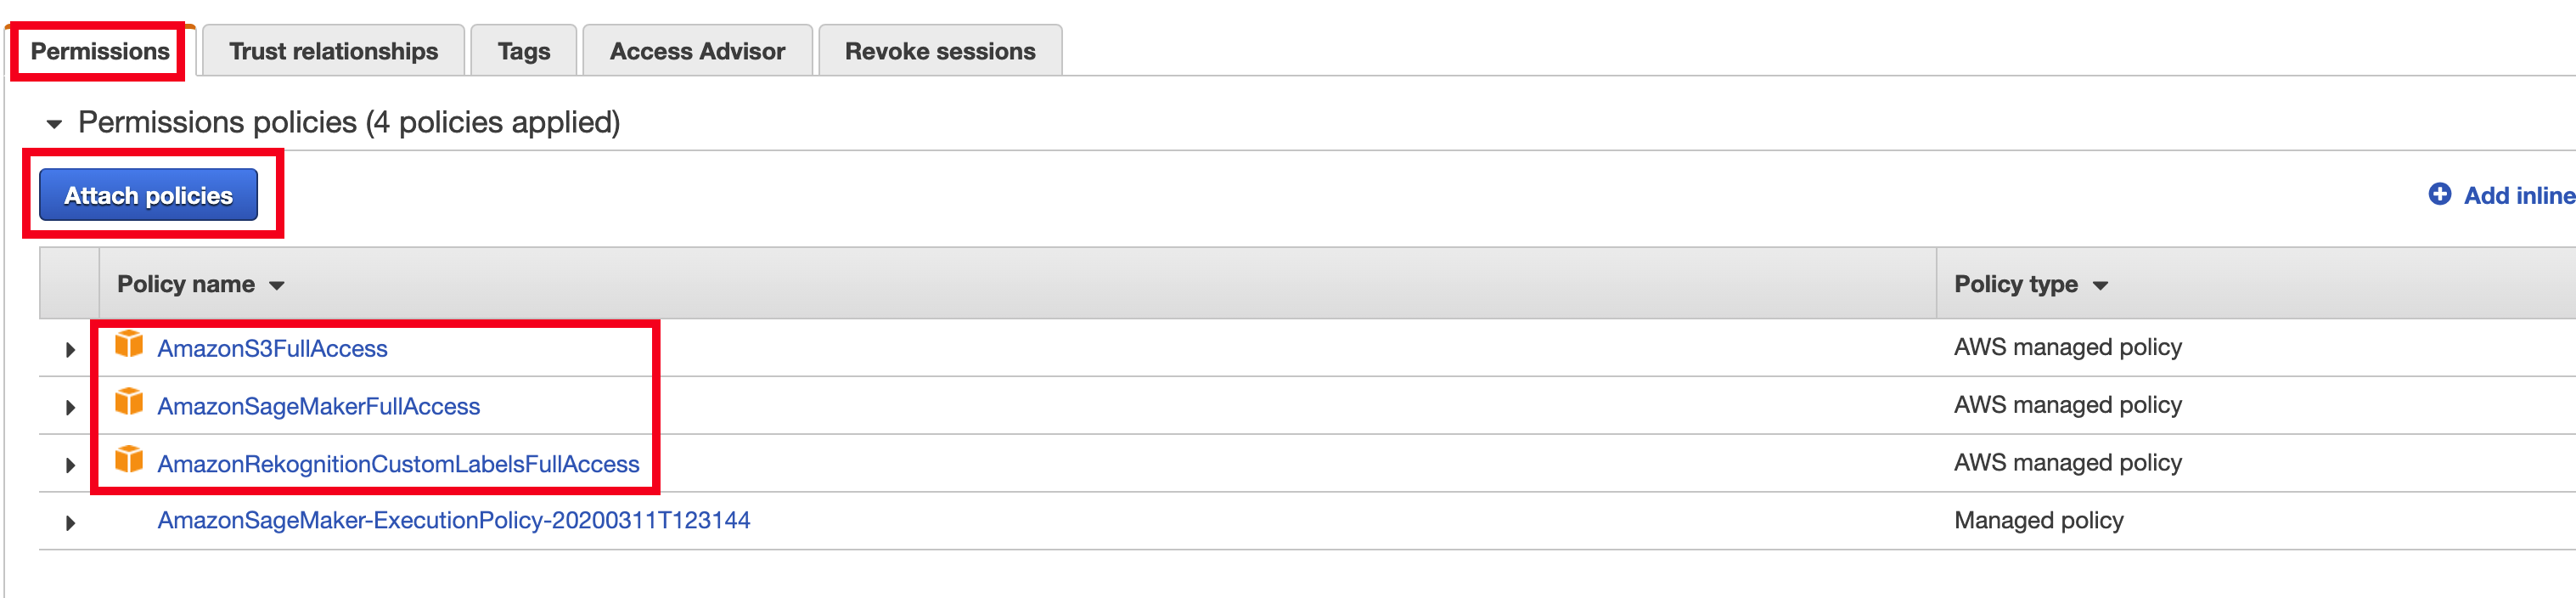 Permissions Trust relationships Tags Access Advisor Revoke sessions
Permissions policies (4 policies applied)
Attach policies Add inline
Policy name Policy type
AmazonS3FullAccess AWS managed policy
AmazonSageMakerFullAccess AWS managed policy
AmazonRekognitionCustomLabelsFullAccess AWS managed policy
AmazonSageMaker-ExecutionPolicy-20200311T123144 Managed policy